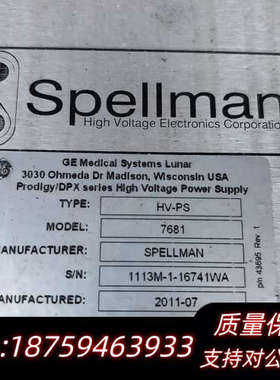 Spellman
High Voltage Electronics Corporation
GE Medical Systems Lunar
3030 Ohmeda Dr Madison, Wisconsin USA
Prodigy/DPX series High Voltage Power Supply
TYPE: HV-PS
MODEL: 7681
MANUFACTURER: SPELLMAN
S/N: 1113M-1-16741WA
MANUFACTURED: 2011-07
p/n 43695 Rev 1
质量保
:18759463933
支持对公